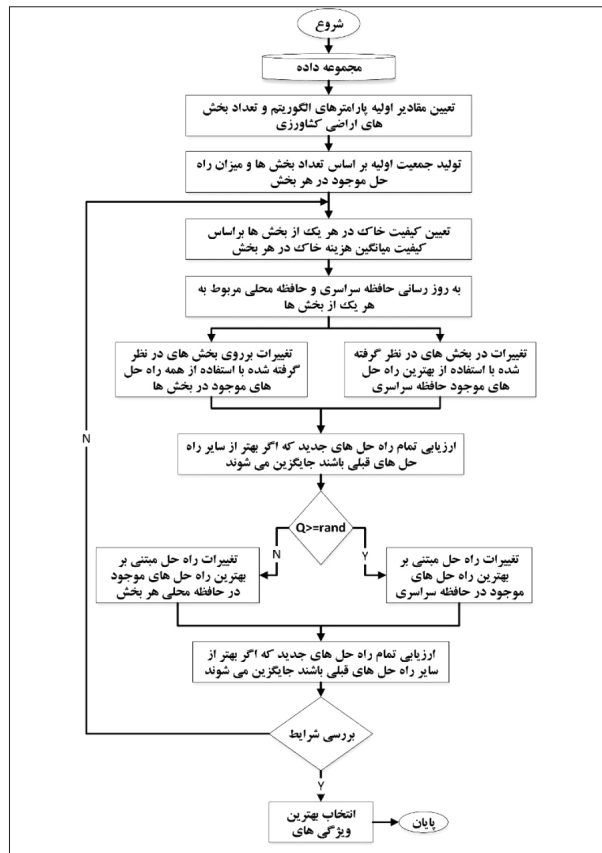 شروع
مجموعه داده
تعیین مقادیر اولیه پارامترهای الگوریتم و تعداد بخش
های اراضی کشاورزی
تولید جمعیت اولیه بر اساس تعداد بخش ها و میزان راه
حل موجود در هر بخش
تعیین کیفیت خاک در هر یک از بخش ها براساس
کیفیت میانگین هزینه خاک در هر بخش
به روز رسانی حافظه سراسری و حافظه محلی مربوط به
هر یک از بخش ها
تغییرات در بخش های در نظر گرفته
شده با استفاده از بهترین راه حل
های موجود حافظه سراسری
تغییرات برروی بخش های در نظر
گرفته شده با استفاده از همه راه حل
های موجود در بخش ها
N
ارزیابی تمام راه حل های جدید که اگر بهتر از سایر راه
حل های قبلی باشند جایگزین می شوند
Q>=rand
Y
N
تغییرات راه حل مبتنی بر
بهترین راه حل های
موجود در حافظه سراسری
تغییرات راه حل مبتنی بر
بهترین راه حل های موجود
در حافظه محلی هر بخش
ارزیابی تمام راه حل های جدید که اگر بهتر از
سایر راه حل های قبلی باشند جایگزین می شوند
بررسی شرایط
Y
انتخاب بهترین
ویژگی های
پایان